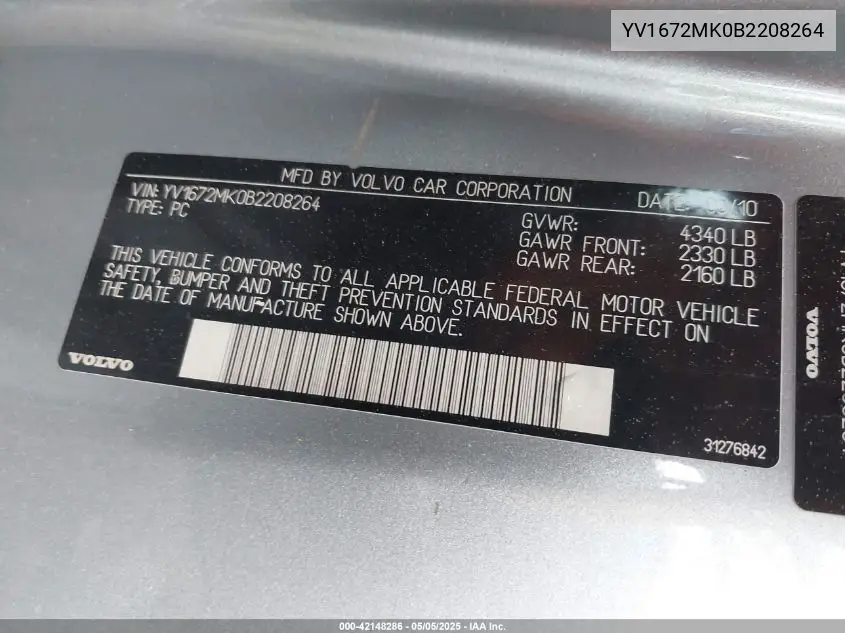 YV1672MK0B2208264
MFD BY VOLVO CAR CORPORATION
DATE: /10
VIN: YV1672MK0B2208264
TYPE: PC
GVWR: 4340 LB
GAWR FRONT: 2330 LB
GAWR REAR: 2160 LB
THIS VEHICLE CONFORMS TO ALL APPLICABLE FEDERAL MOTOR VEHICLE
SAFETY, BUMPER AND THEFT PREVENTION STANDARDS IN EFFECT ON
THE DATE OF MANUFACTURE SHOWN ABOVE.
VOLVO
31276842
VOLVO
000-42148286 - 05/05/2025 - IAA Inc.